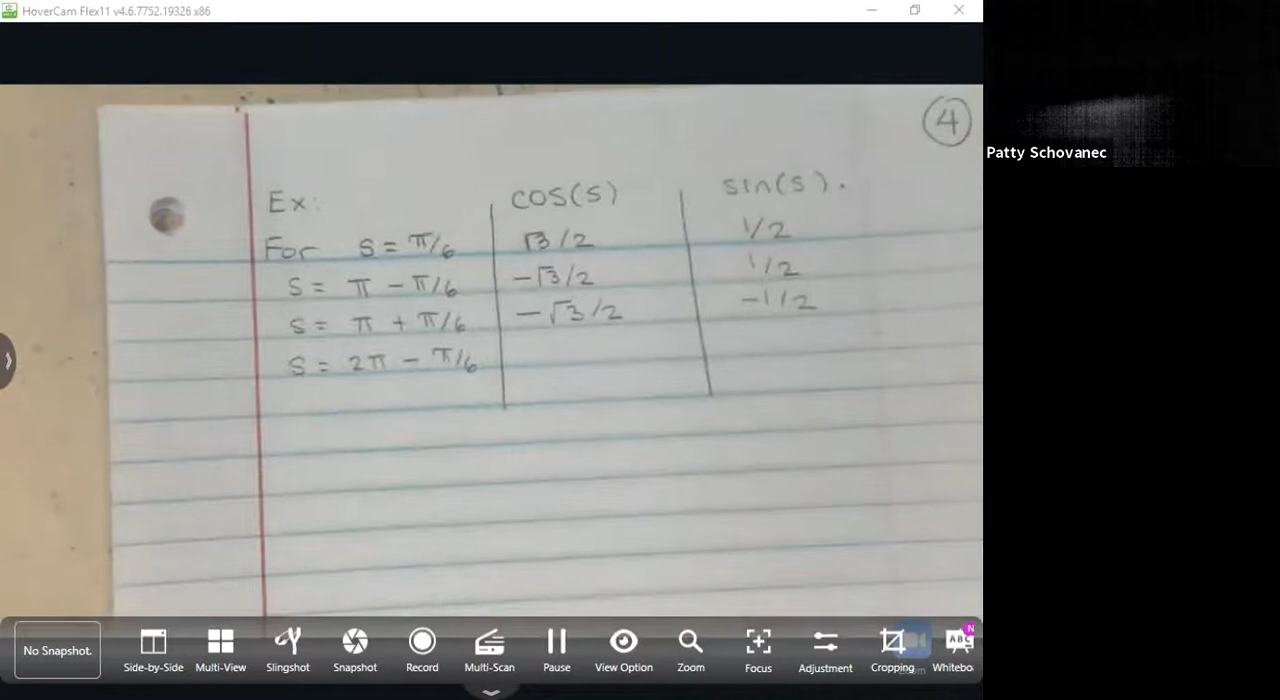 HoverCam Flex11 v4.6.7752.19326 x86
Patty Schovanec
4
Ex: cos(s) sin(s).
For s = π/6 √3/2 1/2
s = π - π/6 -√3/2 1/2
s = π + π/6 -√3/2 -1/2
s = 2π - π/6
No Snapshot.
Side-by-Side Multi-View Slingshot Snapshot Record Multi-Scan Pause View Option Zoom Focus Adjustment Cropping Whiteboa
ABC
N